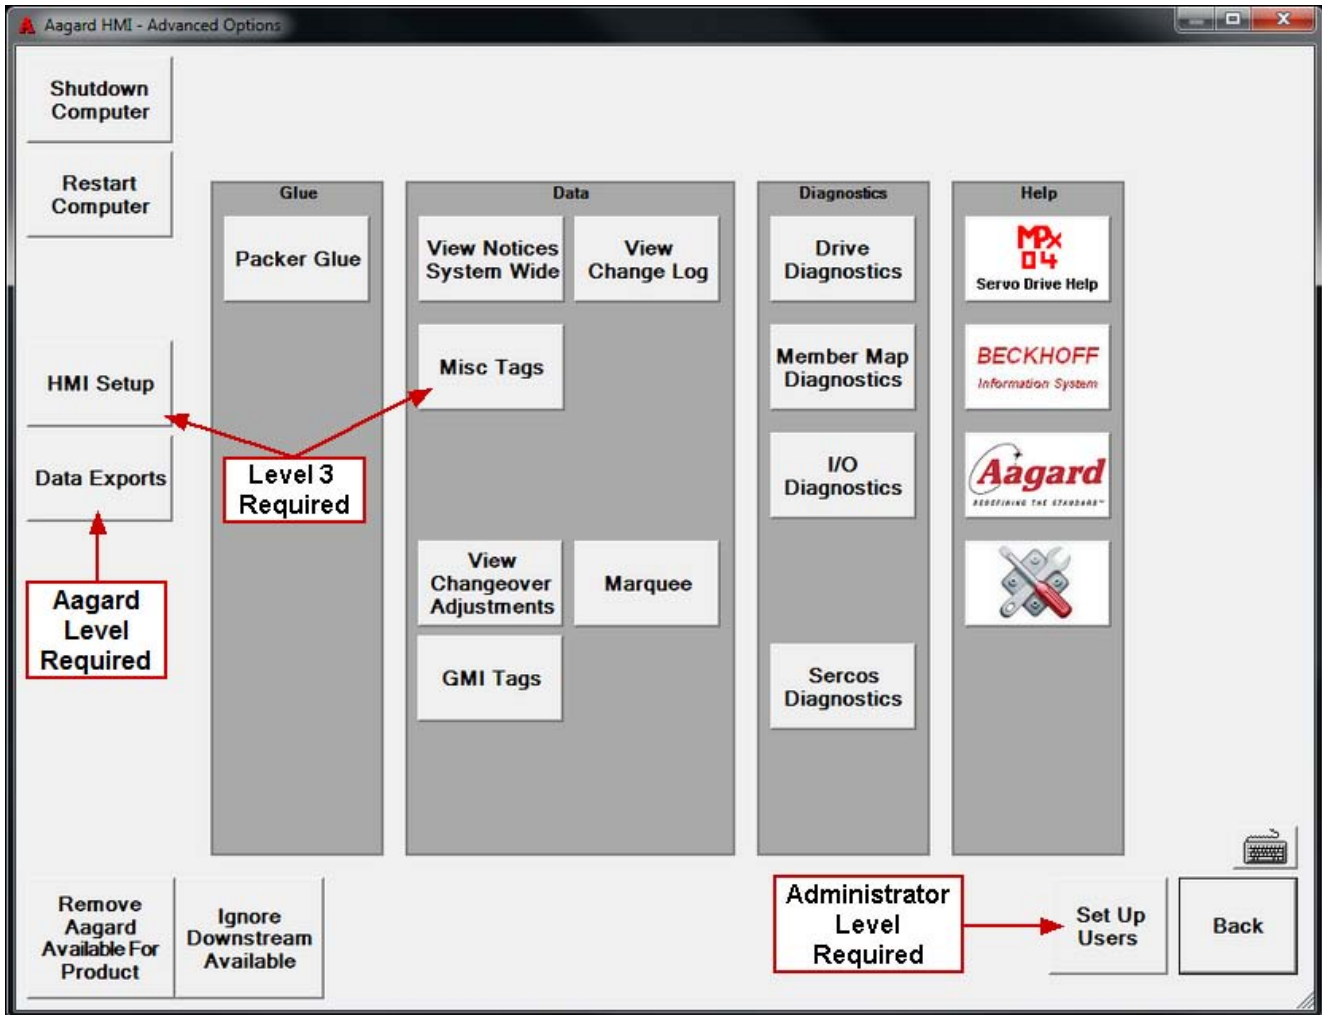 Aagard HMI - Advanced Options
Shutdown
Computer
Restart
Computer
HMI Setup
Data Exports
Aagard
Level
Required
Level 3
Required
Glue
Packer Glue
Data
View Notices
System Wide
View
Change Log
Misc Tags
View
Changeover
Adjustments
Marquee
GMI Tags
Diagnostics
Drive
Diagnostics
Member Map
Diagnostics
I/O
Diagnostics
Sercos
Diagnostics
Help
MPx
04
Servo Drive Help
BECKHOFF
Information System
Aagard
REDEFINING THE STANDARD™
Remove
Aagard
Available For
Product
Ignore
Downstream
Available
Administrator
Level
Required
Set Up
Users
Back